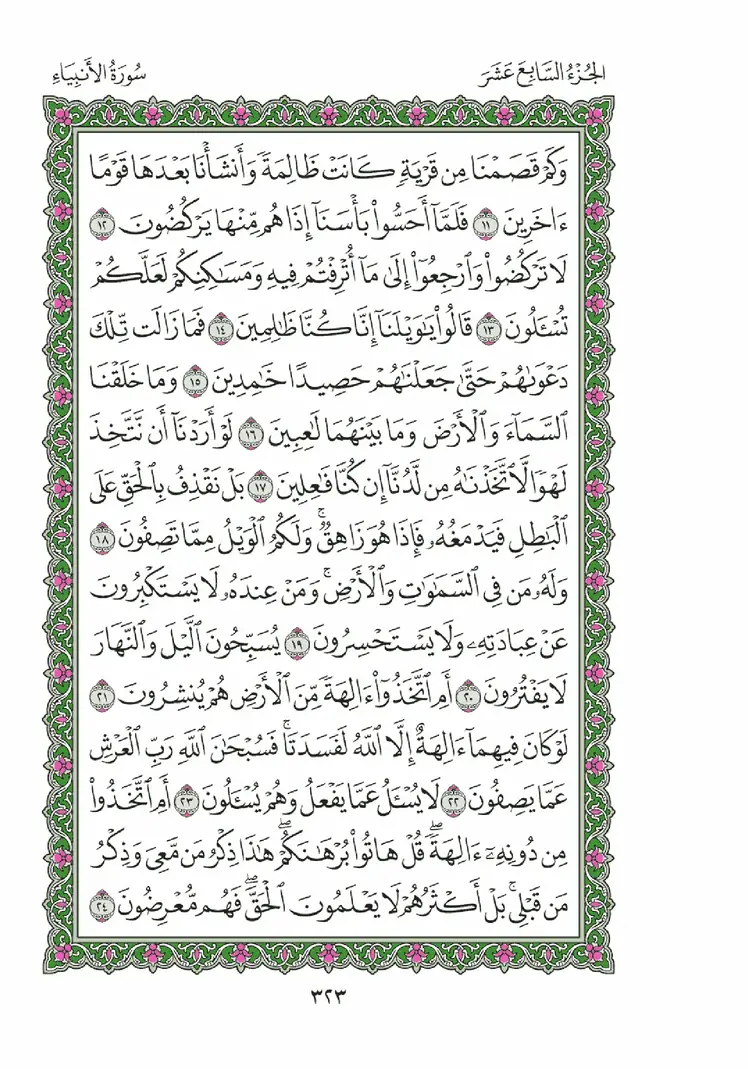 الجُزْءُ السَّابِعَ عَشَرَ
سُورَةُ الأَنبِيَاءِ
وَكَمْ قَصَمْنَا مِن قَرْيَةٍ كَانَتْ ظَالِمَةً وَأَنشَأْنَا بَعْدَهَا قَوْمًا
ءَاخَرِينَ ١١ فَلَمَّآ أَحَسُّوا۟ بَأْسَنَآ إِذَا هُم مِّنْهَا يَرْكُضُونَ ١٢
لَا تَرْكُضُوا۟ وَٱرْجِعُوٓا۟ إِلَىٰ مَآ أُتْرِفْتُمْ فِيهِ وَمَسَٰكِنِكُمْ لَعَلَّكُمْ
تُسْـَٔلُونَ ١٣ قَالُوا۟ يَٰوَيْلَنَآ إِنَّا كُنَّا ظَٰلِمِينَ ١٤ فَمَا زَالَت تِّلْكَ
دَعْوَىٰهُمْ حَتَّىٰ جَعَلْنَٰهُمْ حَصِيدًا خَٰمِدِينَ ١٥ وَمَا خَلَقْنَا
ٱلسَّمَآءَ وَٱلْأَرْضَ وَمَا بَيْنَهُمَا لَٰعِبِينَ ١٦ لَوْ أَرَدْنَآ أَن نَّتَّخِذَ
لَهْوًا لَّٱتَّخَذْنَٰهُ مِن لَّدُنَّآ إِن كُنَّا فَٰعِلِينَ ١٧ بَلْ نَقْذِفُ بِٱلْحَقِّ عَلَى
ٱلْبَٰطِلِ فَيَدْمَغُهُۥ فَإِذَا هُوَ زَاهِقٌ ۚ وَلَكُمُ ٱلْوَيْلُ مِمَّا تَصِفُونَ ١٨
وَلَهُۥ مَن فِى ٱلسَّمَٰوَٰتِ وَٱلْأَرْضِ ۚ وَمَنْ عِندَهُۥ لَا يَسْتَكْبِرُونَ
عَنْ عِبَادَتِهِۦ وَلَا يَسْتَحْسِرُونَ ١٩ يُسَبِّحُونَ ٱلَّيْلَ وَٱلنَّهَارَ
لَا يَفْتُرُونَ ٢٠ أَمِ ٱتَّخَذُوٓا۟ ءَالِهَةً مِّنَ ٱلْأَرْضِ هُمْ يُنشِرُونَ ٢١
لَوْ كَانَ فِيهِمَآ ءَالِهَةٌ إِلَّا ٱللَّهُ لَفَسَدَتَا ۚ فَسُبْحَٰنَ ٱللَّهِ رَبِّ ٱلْعَرْشِ
عَمَّا يَصِفُونَ ٢٢ لَا يُسْـَٔلُ عَمَّا يَفْعَلُ وَهُمْ يُسْـَٔلُونَ ٢٣ أَمِ ٱتَّخَذُوا۟
مِن دُونِهِۦٓ ءَالِهَةً ۖ قُلْ هَاتُوا۟ بُرْهَٰنَكُمْ ۖ هَٰذَا ذِكْرُ مَن مَّعِىَ وَذِكْرُ
مَن قَبْلِى ۚ بَلْ أَكْثَرُهُمْ لَا يَعْلَمُونَ ٱلْحَقَّ ۖ فَهُم مُّعْرِضُونَ ٢٤
٣٢٣